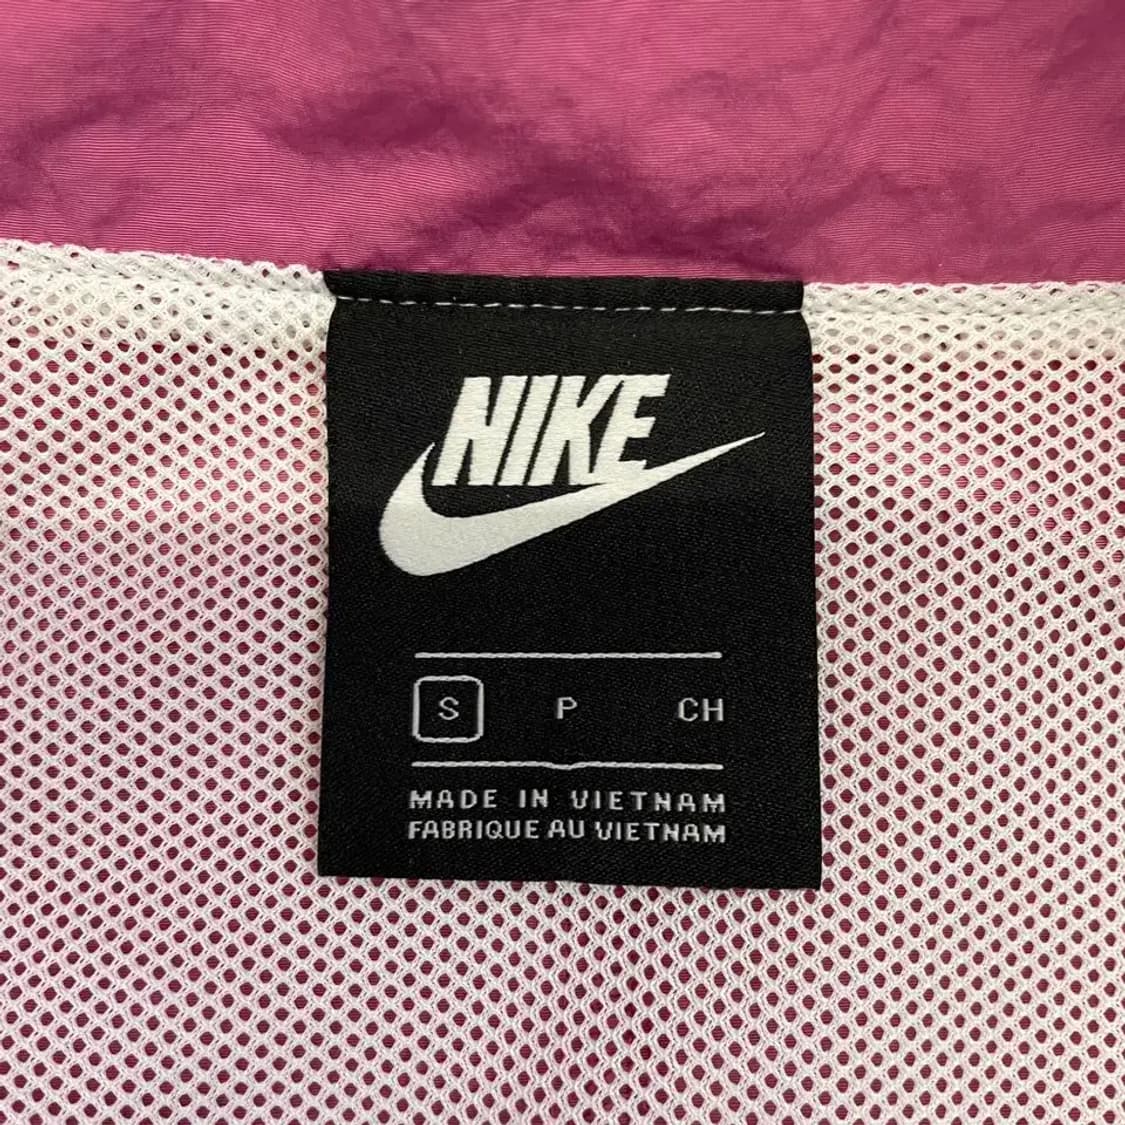 NIKE
S P CH
MADE IN VIETNAM
FABRIQUE AU VIETNAM